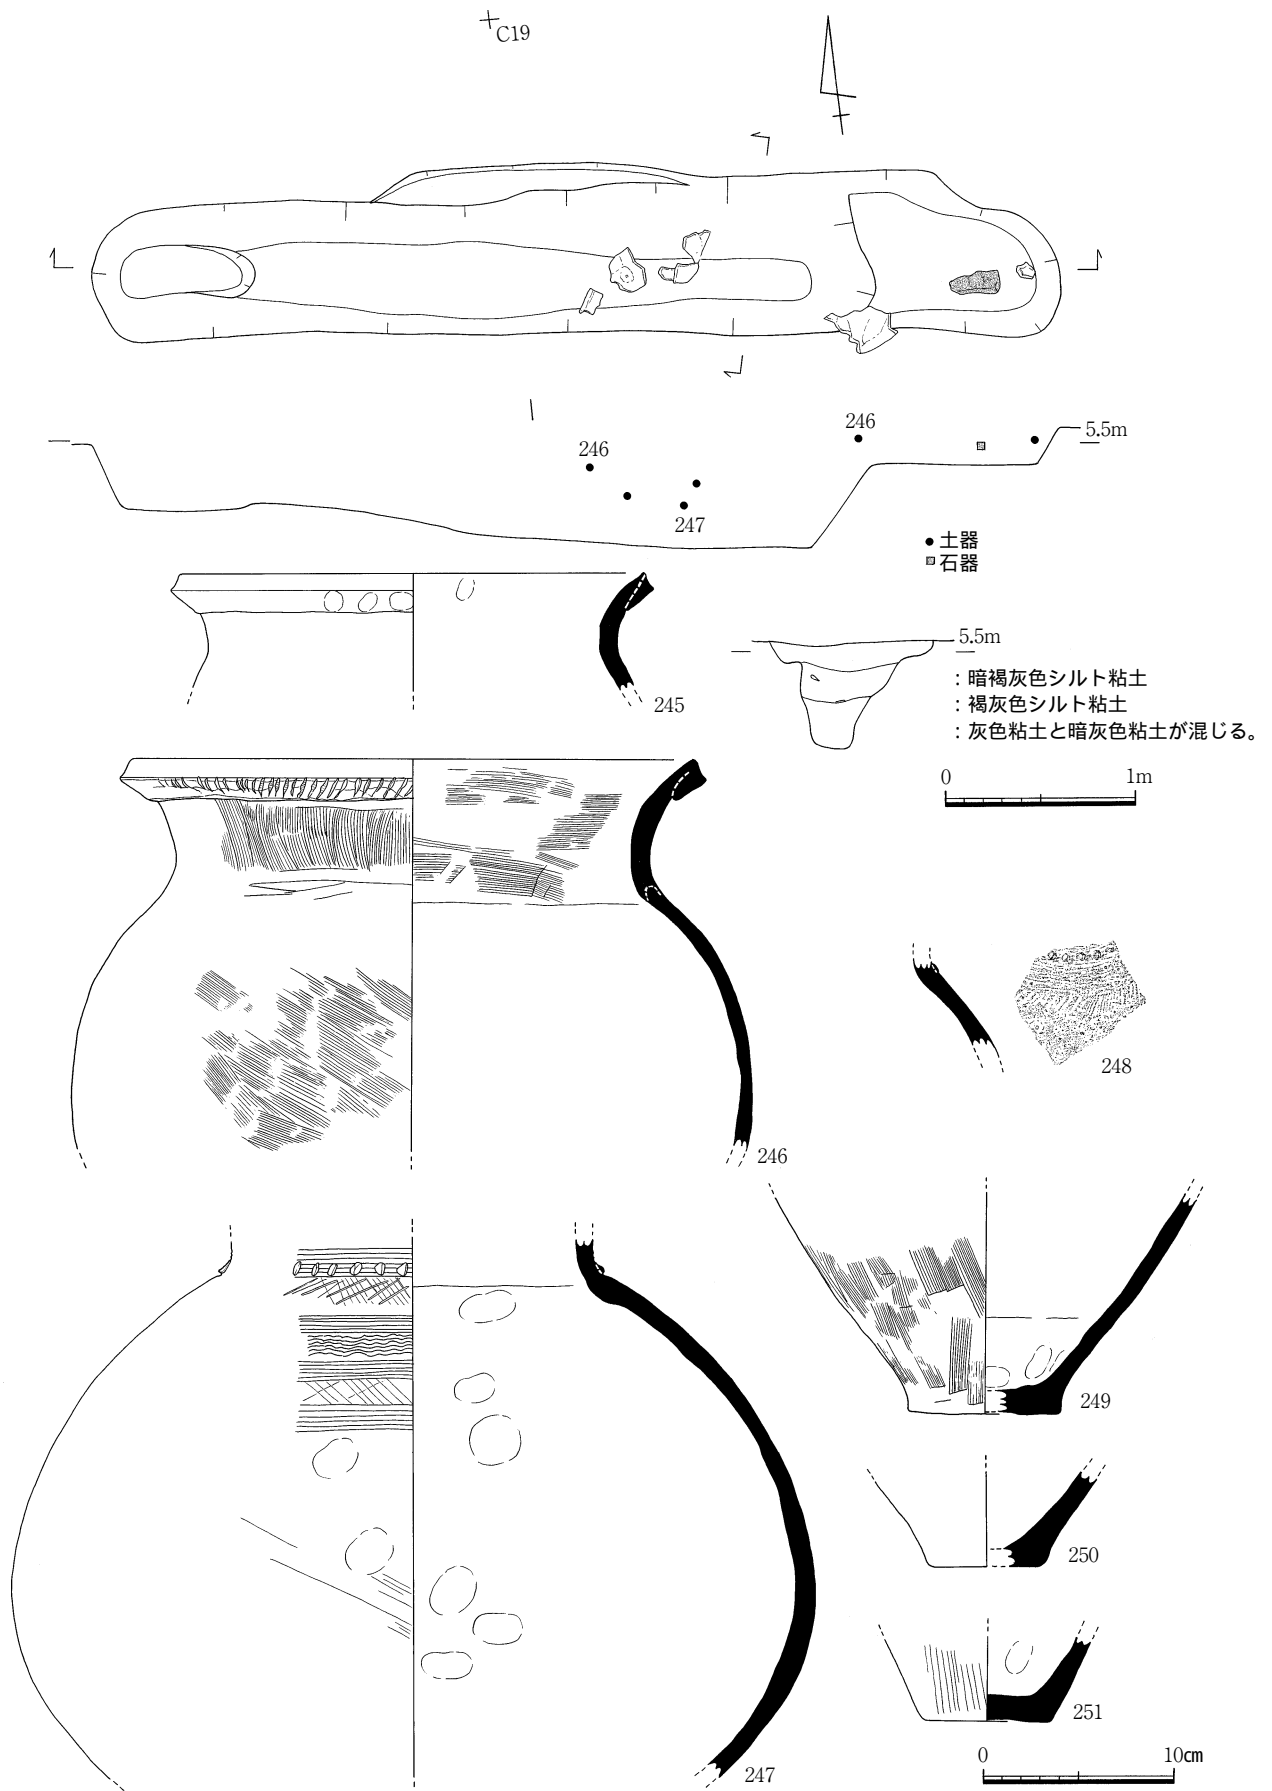 C19
246
246
5.5m
247
● 土器
石器
245
5.5m
：暗褐灰色シルト粘土
：褐灰色シルト粘土
：灰色粘土と暗灰色粘土が混じる。
0 1m
248
246
249
250
251
0 10㎝
247